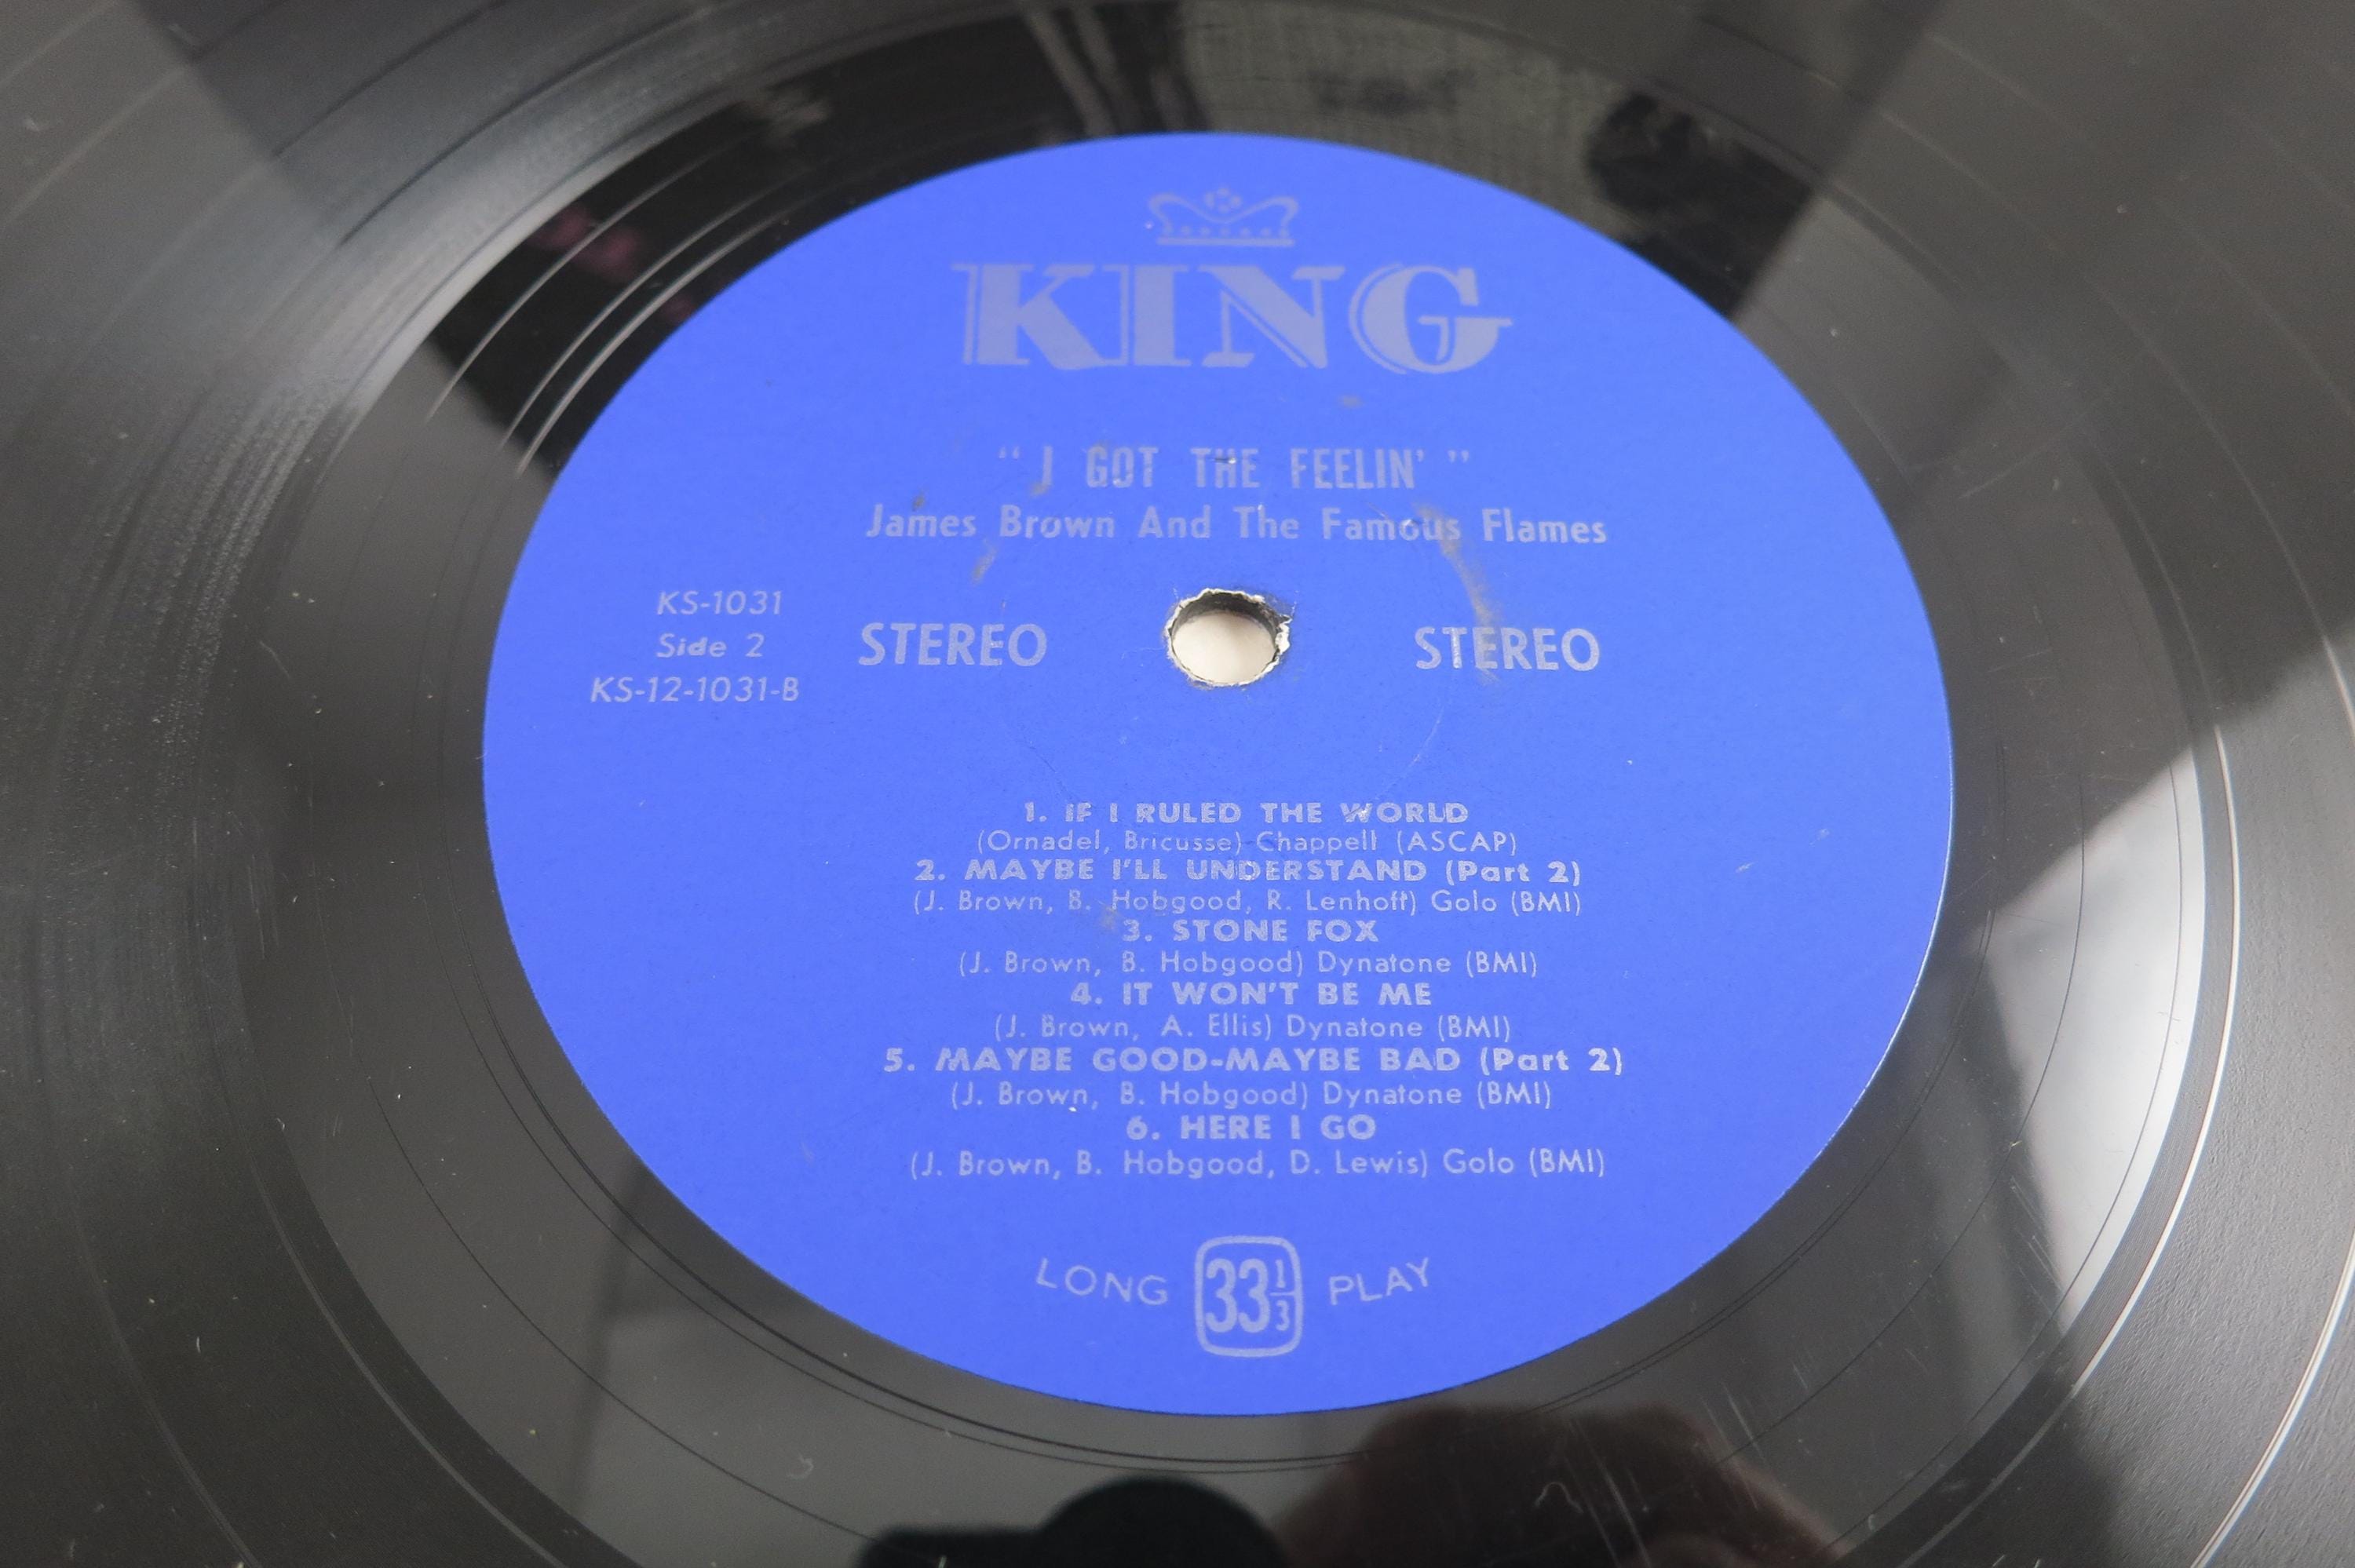 KING
" I GOT THE FEELIN' "
James Brown And The Famous Flames
KS-1031
Side 2
KS-12-1031-B
STEREO STEREO
1. IF I RULED THE WORLD
(Ornadel, Bricusse) Chappell (ASCAP)
2. MAYBE I'LL UNDERSTAND (Part 2)
(J. Brown, B. Hobgood, R. Lenhoff) Golo (BMI)
3. STONE FOX
(J. Brown, B. Hobgood) Dynatone (BMI)
4. IT WON'T BE ME
(J. Brown, A. Ellis) Dynatone (BMI)
5. MAYBE GOOD-MAYBE BAD (Part 2)
(J. Brown, B. Hobgood) Dynatone (BMI)
6. HERE I GO
(J. Brown, B. Hobgood, D. Lewis) Golo (BMI)
LONG 33 1/3 PLAY